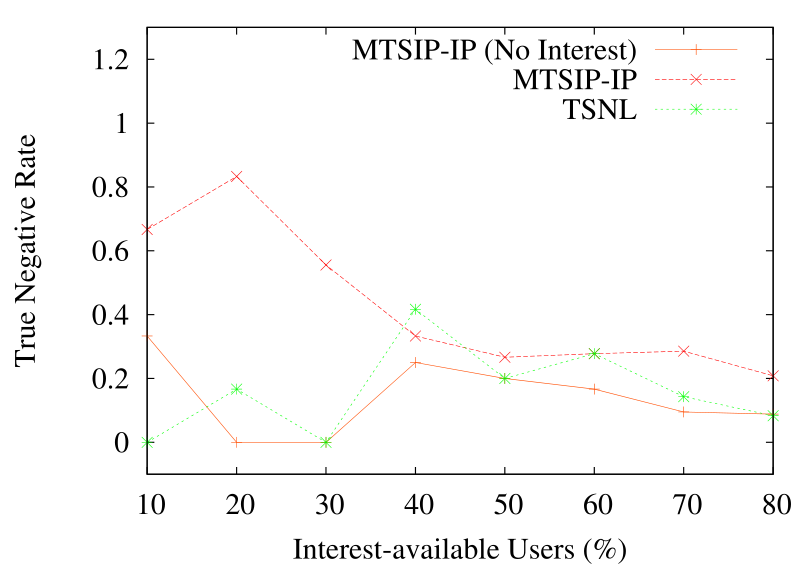 MTSIP-IP (No Interest)
MTSIP-IP
TSNL
1.2
1
0.8
0.6
0.4
0.2
0
True Negative Rate
10 20 30 40 50 60 70 80
Interest-available Users (%)